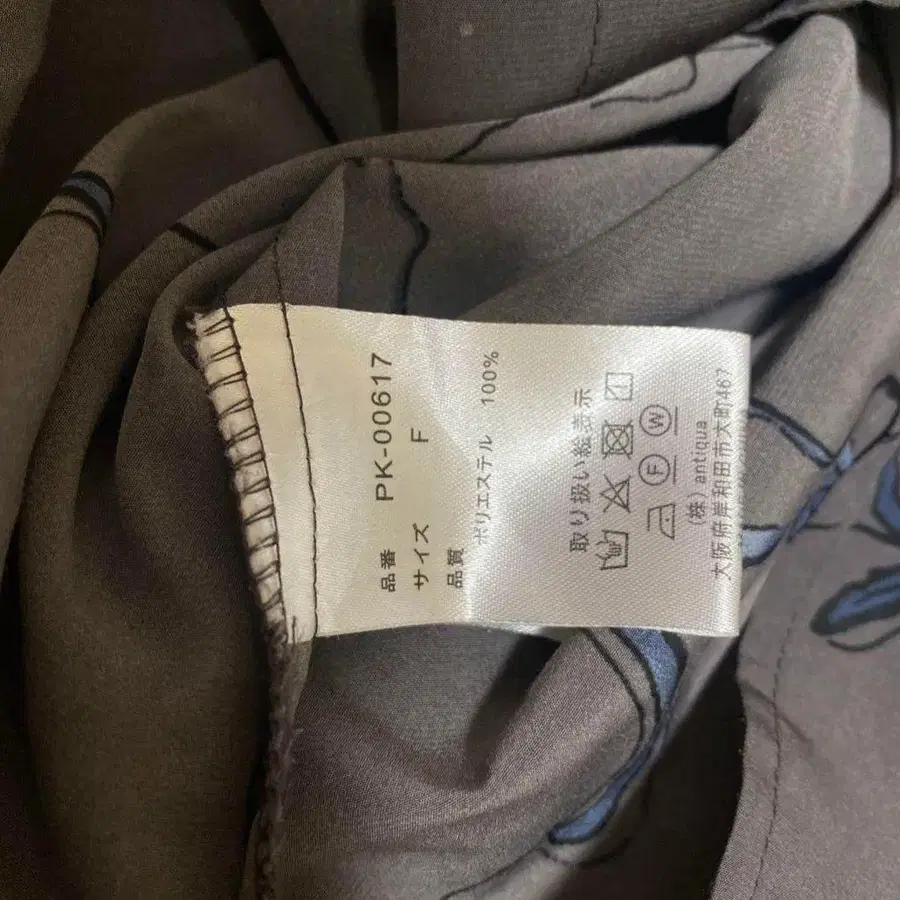 品番 PK-00617
サイズ F
品質
ポリエステル 100%
取り扱い絵表示
F W
(株) antiqua
大阪府岸和田市大町467